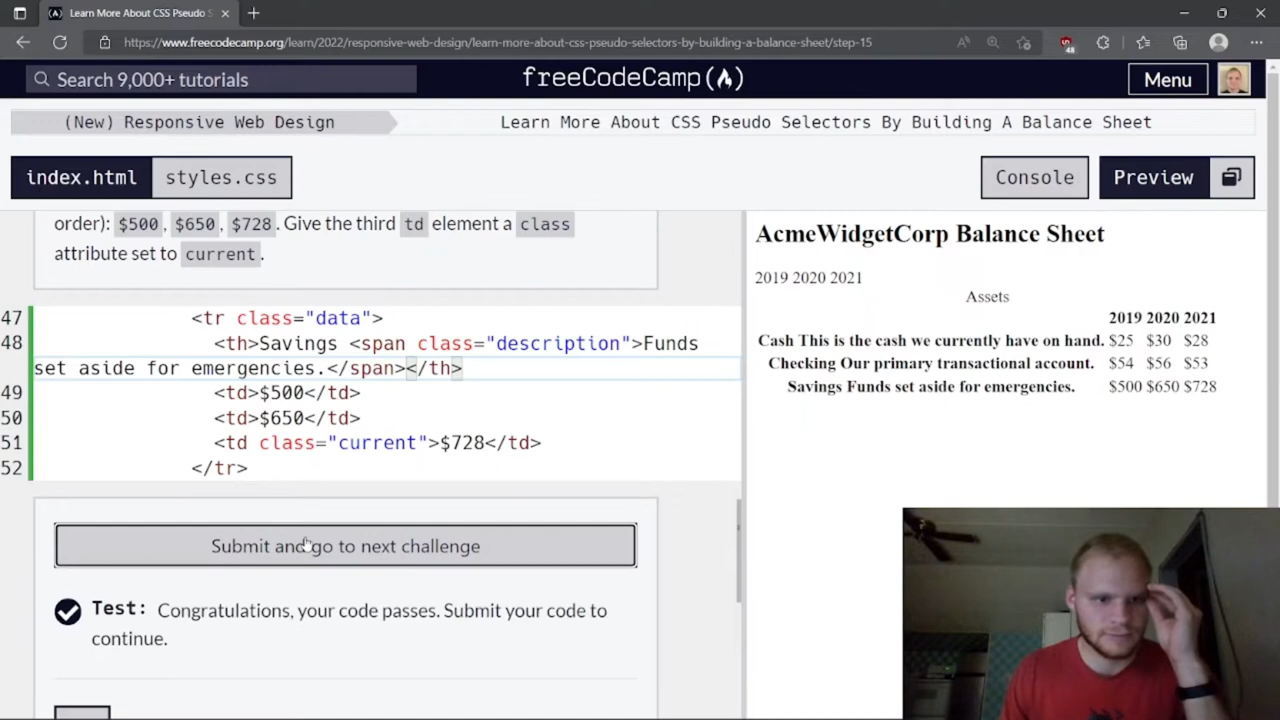 Learn More About CSS Pseudo S
https://www.freecodecamp.org/learn/2022/responsive-web-design/learn-more-about-css-pseudo-selectors-by-building-a-balance-sheet/step-15
48
Search 9,000+ tutorials
freeCodeCamp
Menu
(New) Responsive Web Design
Learn More About CSS Pseudo Selectors By Building A Balance Sheet
index.html
styles.css
Console
Preview
order): $500, $650, $728. Give the third td element a class
attribute set to current.
47 <tr class="data">
48 <th>Savings <span class="description">Funds
set aside for emergencies.</span></th>
49 <td>$500</td>
50 <td>$650</td>
51 <td class="current">$728</td>
52 </tr>
Submit and go to next challenge
Test: Congratulations, your code passes. Submit your code to
continue.
AcmeWidgetCorp Balance Sheet
2019 2020 2021
Assets
2019 2020 2021
Cash This is the cash we currently have on hand. $25 $30 $28
Checking Our primary transactional account. $54 $56 $53
Savings Funds set aside for emergencies. $500 $650 $728